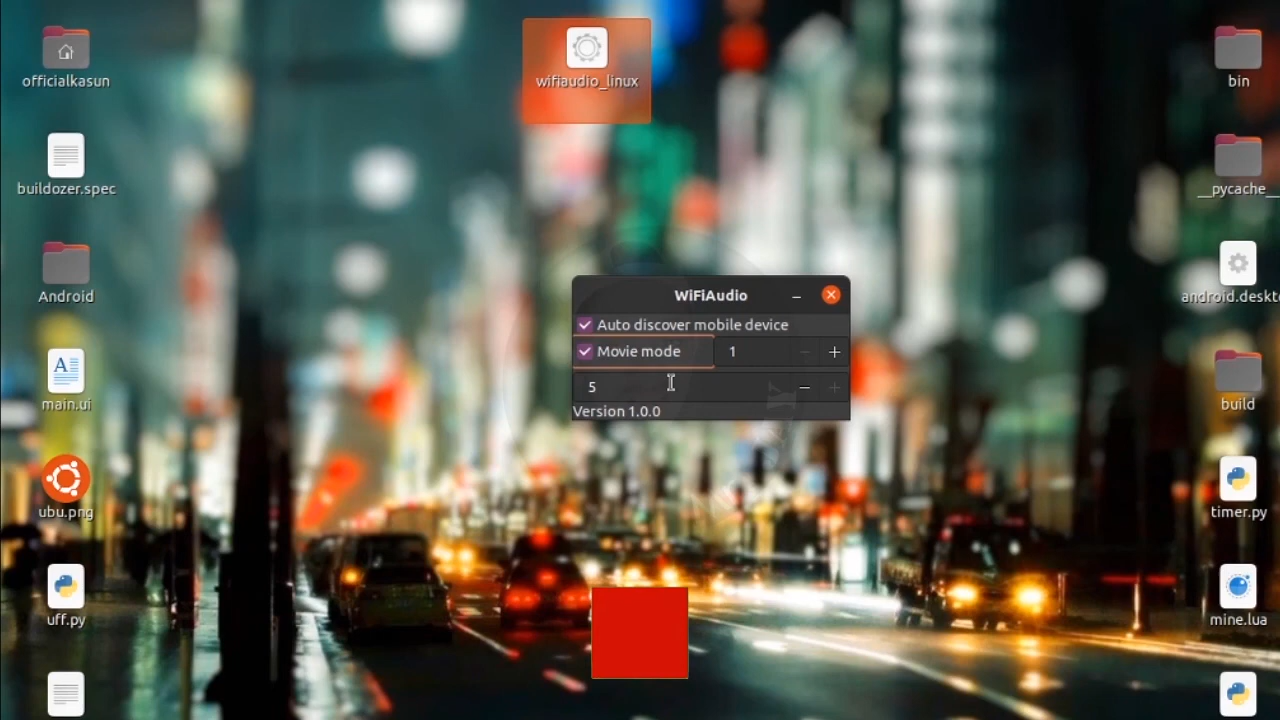 officialkasun
wifiaudio_linux
bin
buildozer.spec
__pycache__
Android
android.deskt
WiFiAudio
Auto discover mobile device
Movie mode
1
5
Version 1.0.0
main.ui
build
ubu.png
timer.py
uff.py
mine.lua